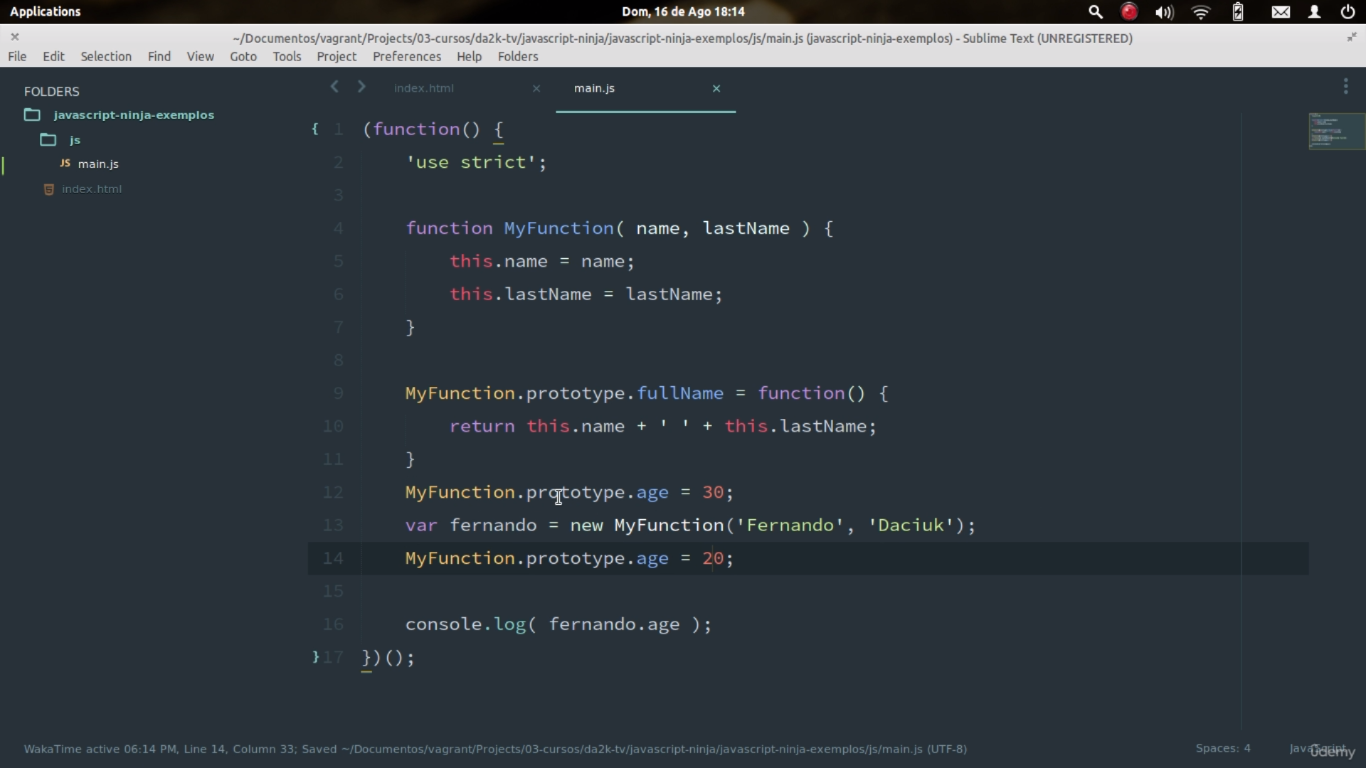 Applications
Dom, 16 de Ago 18:14
~/Documentos/vagrant/Projects/03-cursos/da2k-tv/javascript-ninja/javascript-ninja-exemplos/js/main.js (javascript-ninja-exemplos) - Sublime Text (UNREGISTERED)
File Edit Selection Find View Goto Tools Project Preferences Help Folders
FOLDERS
javascript-ninja-exemplos
js
JS main.js
index.html
index.html × main.js ×
{ 1 (function() {
2 'use strict';
3
4 function MyFunction( name, lastName ) {
5 this.name = name;
6 this.lastName = lastName;
7 }
8
9 MyFunction.prototype.fullName = function() {
10 return this.name + ' ' + this.lastName;
11 }
12 MyFunction.prototype.age = 30;
13 var fernando = new MyFunction('Fernando', 'Daciuk');
14 MyFunction.prototype.age = 20;
15
16 console.log( fernando.age );
} 17 })();
WakaTime active 06:14 PM, Line 14, Column 33; Saved ~/Documentos/vagrant/Projects/03-cursos/da2k-tv/javascript-ninja/javascript-ninja-exemplos/js/main.js (UTF-8)
Spaces: 4
JavaScript
ûdemy